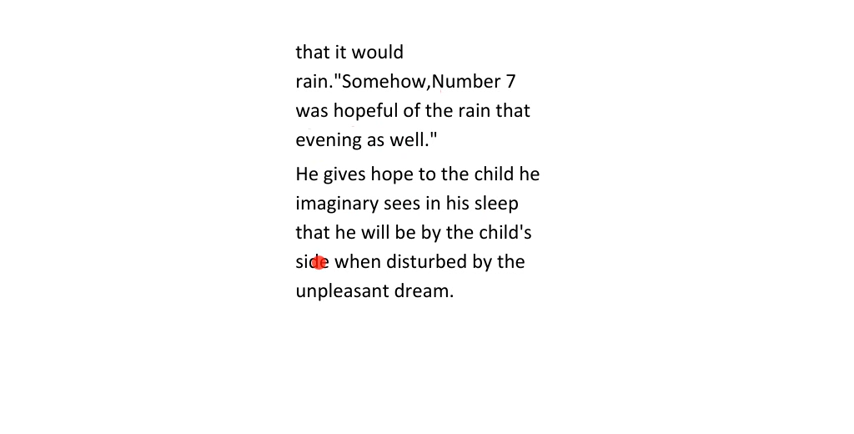 that it would
rain."Somehow,Number 7
was hopeful of the rain that
evening as well."
He gives hope to the child he
imaginary sees in his sleep
that he will be by the child's
side when disturbed by the
unpleasant dream.